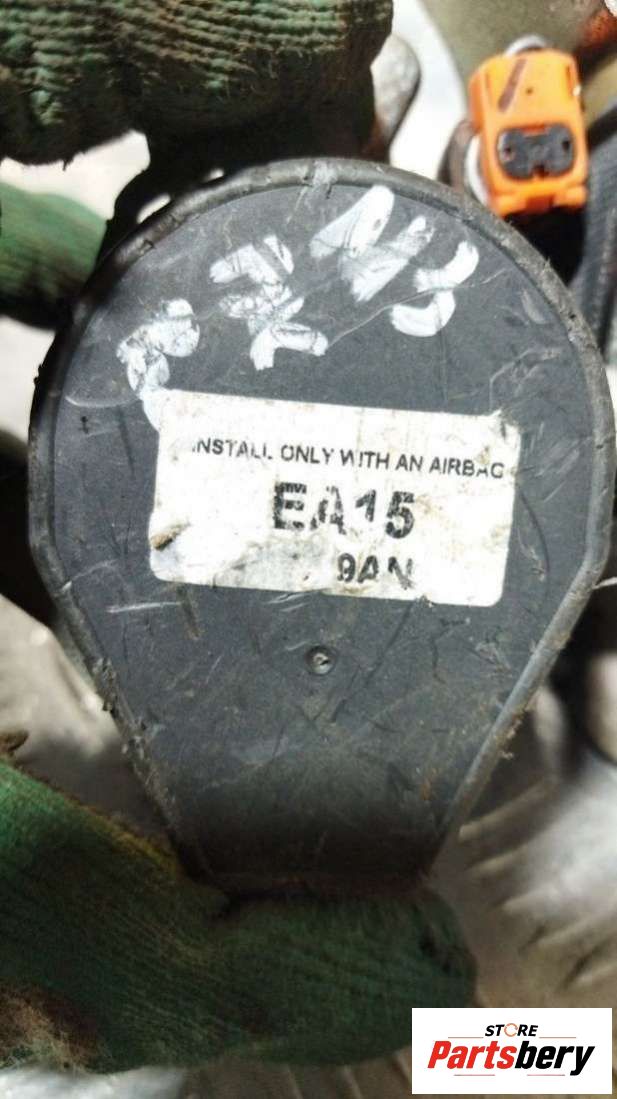 INSTALL ONLY WITH AN AIRBAG
EA15
9AN
STORE
Partsbery